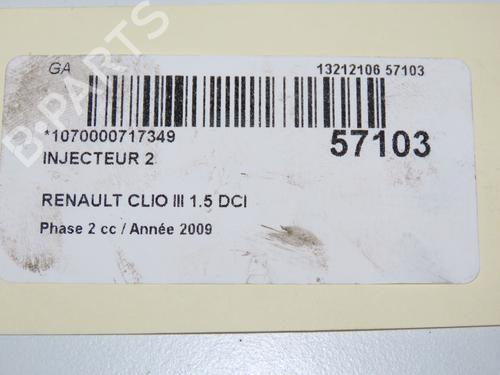 GA 13212106 57103
*1070000717349 57103
INJECTEUR 2
RENAULT CLIO III 1.5 DCI
Phase 2 cc / Année 2009
B-PARTS